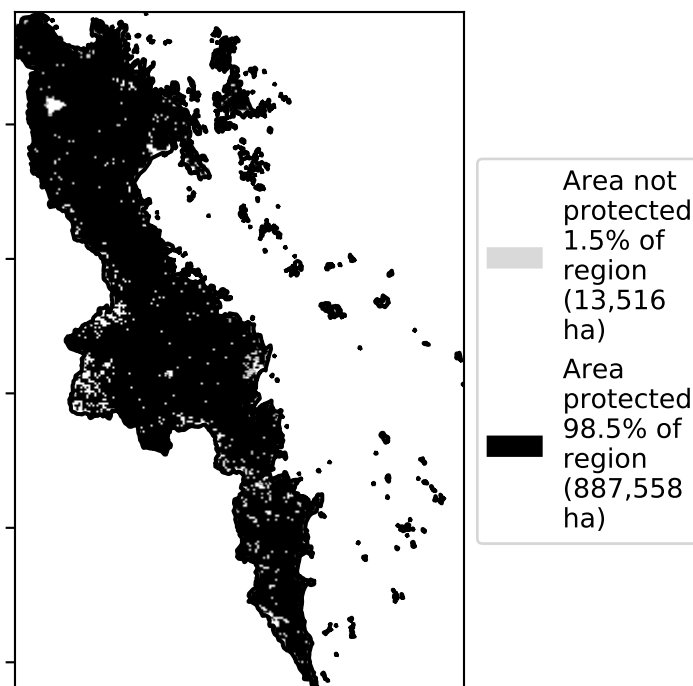 Area not
protected
1.5% of
region
(13,516
ha)
Area
protected
98.5% of
region
(887,558
ha)